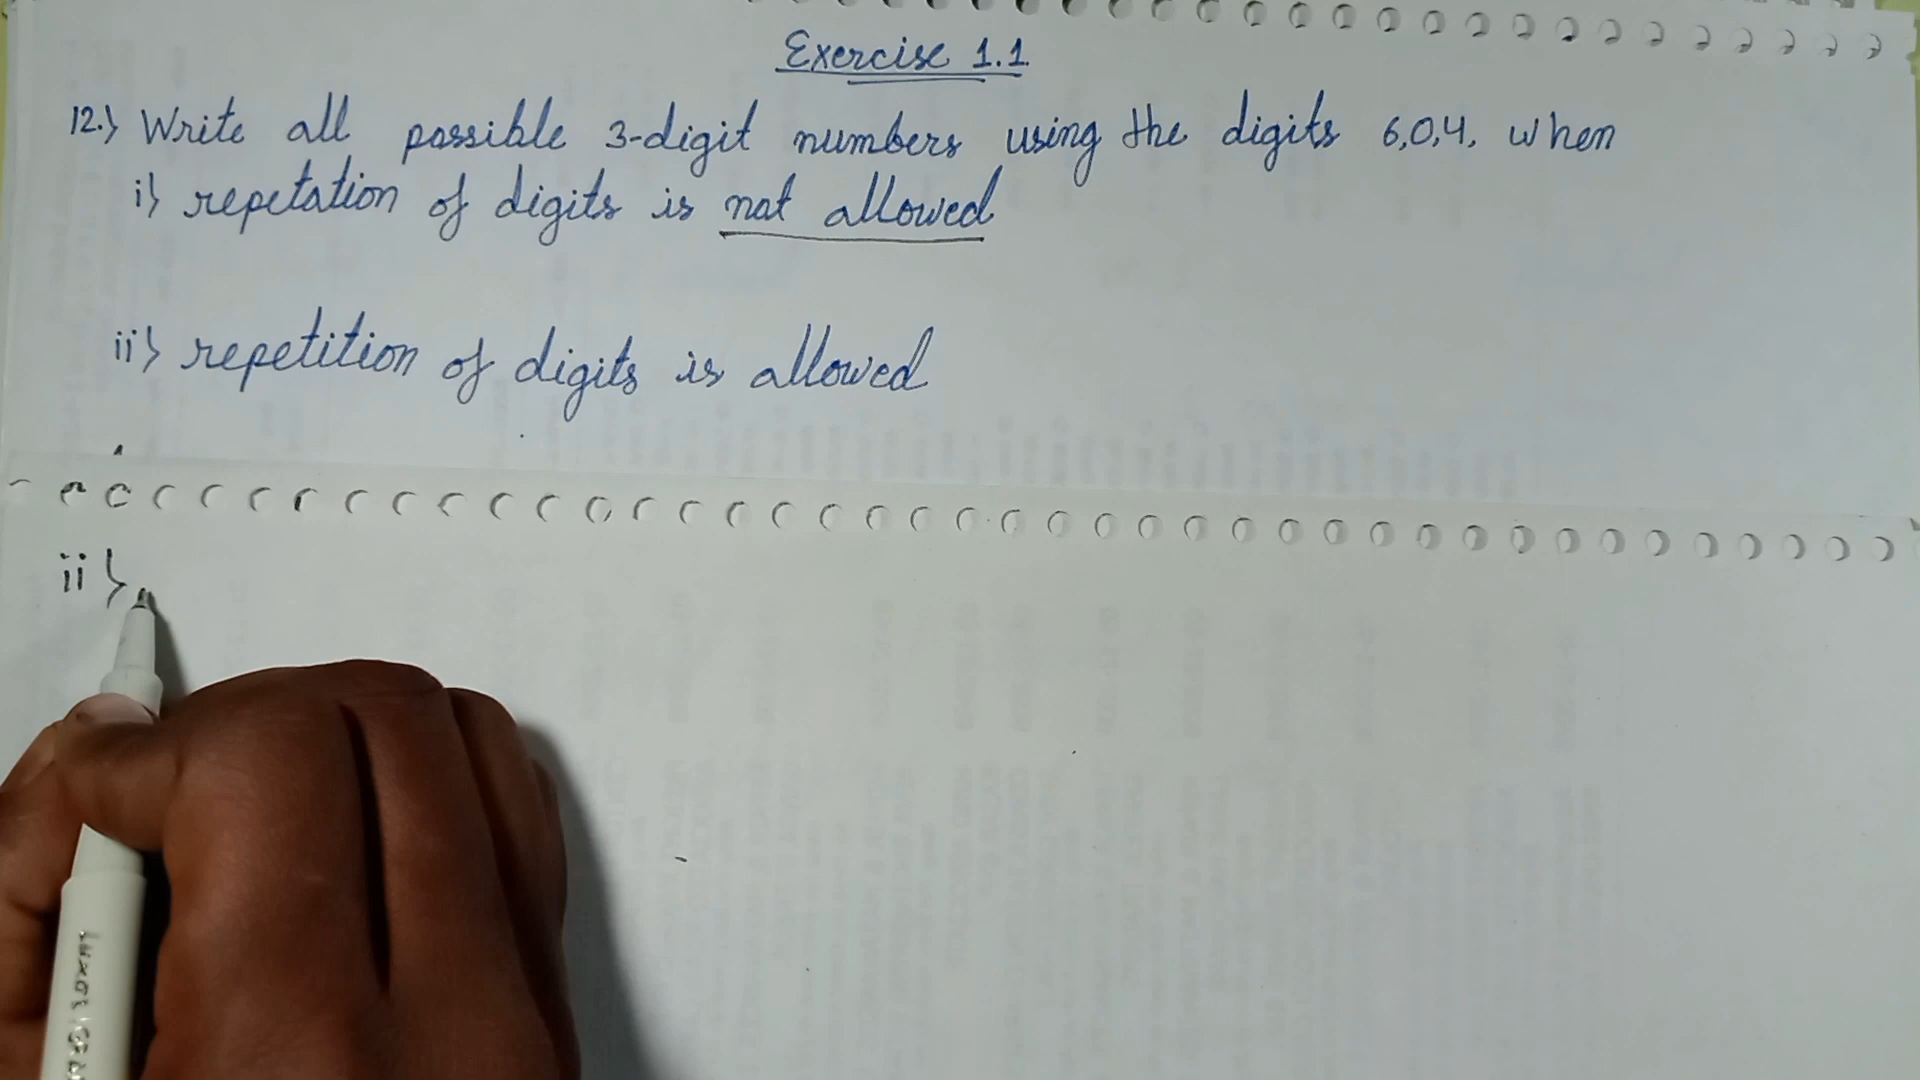 Exercise 1.1
12.) Write all possible 3-digit numbers using the digits 6,0,4, when
i) repetation of digits is not allowed
ii) repetition of digits is allowed
ii)
LUXOR